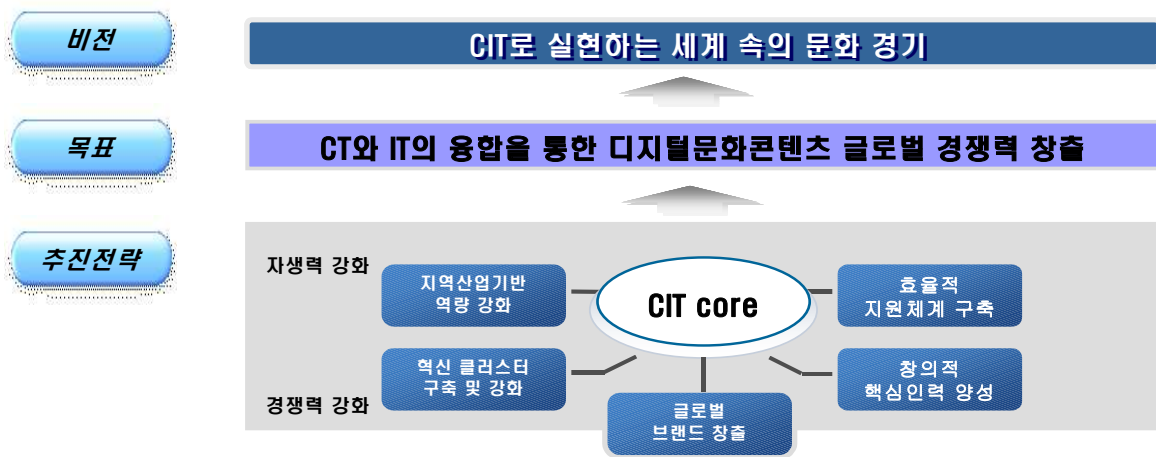 비전
CIT로 실현하는 세계 속의 문화 경기
목표
CT와 IT의 융합을 통한 디지털문화콘텐츠 글로벌 경쟁력 창출
추진전략
자생력 강화
지역산업기반
역량 강화
CIT core
효율적
지원체계 구축
혁신 클러스터
구축 및 강화
창의적
핵심인력 양성
경쟁력 강화
글로벌
브랜드 창출